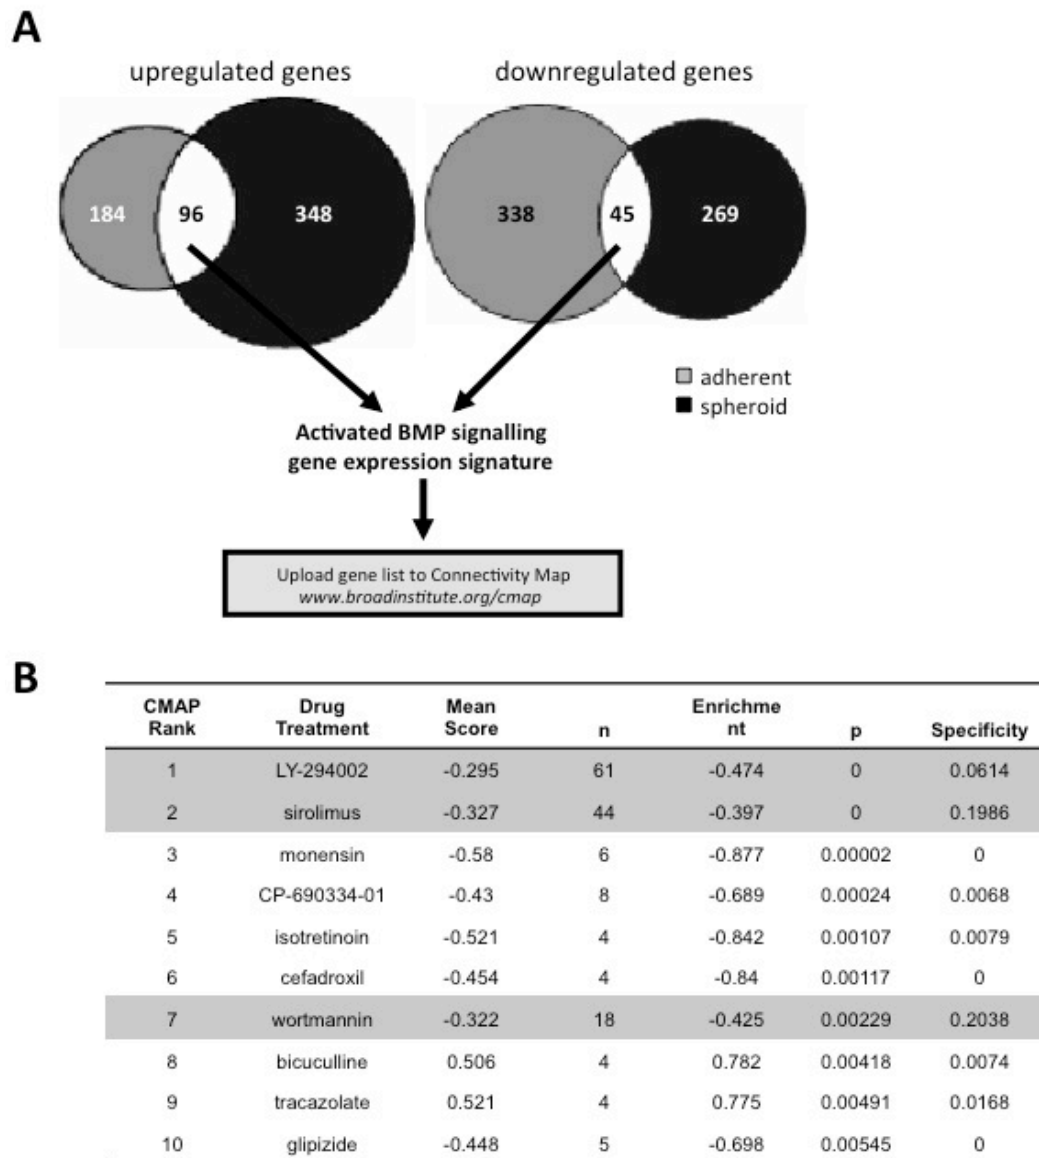 A
upregulated genes
downregulated genes
184
96
348
338
45
269
adherent
spheroid
Activated BMP signalling
gene expression signature
Upload gene list to Connectivity Map
www.broadinstitute.org/cmap
B
CMAP Rank Drug Treatment Mean Score n Enrichme nt p Specificity
1 LY-294002 -0.295 61 -0.474 0 0.0614
2 sirolimus -0.327 44 -0.397 0 0.1986
3 monensin -0.58 6 -0.877 0.00002 0
4 CP-690334-01 -0.43 8 -0.689 0.00024 0.0068
5 isotretinoin -0.521 4 -0.842 0.00107 0.0079
6 cefadroxil -0.454 4 -0.84 0.00117 0
7 wortmannin -0.322 18 -0.425 0.00229 0.2038
8 bicuculline 0.506 4 0.782 0.00418 0.0074
9 tracazolate 0.521 4 0.775 0.00491 0.0168
10 glipizide -0.448 5 -0.698 0.00545 0